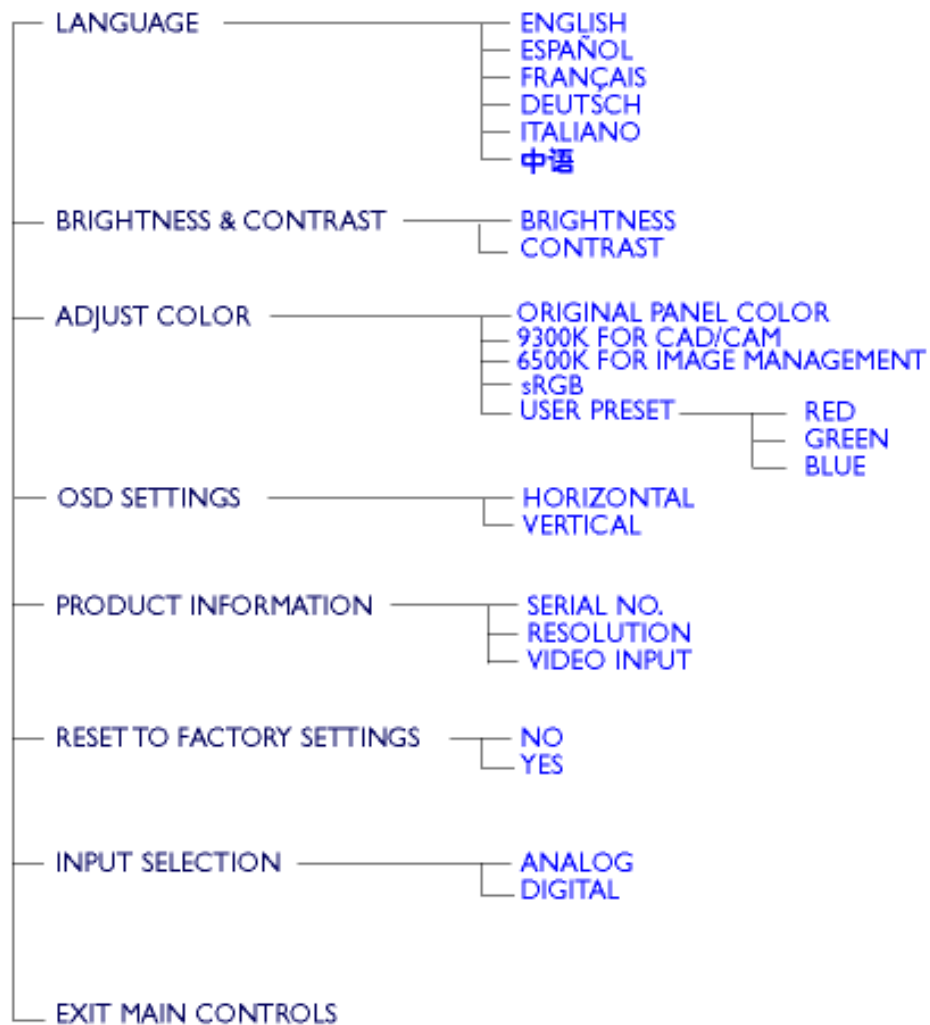 LANGUAGE ENGLISH
ESPAÑOL
FRANÇAIS
DEUTSCH
ITALIANO
中语
BRIGHTNESS & CONTRAST BRIGHTNESS
CONTRAST
ADJUST COLOR ORIGINAL PANEL COLOR
9300K FOR CAD/CAM
6500K FOR IMAGE MANAGEMENT
sRGB
USER PRESET RED
GREEN
BLUE
OSD SETTINGS HORIZONTAL
VERTICAL
PRODUCT INFORMATION SERIAL NO.
RESOLUTION
VIDEO INPUT
RESET TO FACTORY SETTINGS NO
YES
INPUT SELECTION ANALOG
DIGITAL
EXIT MAIN CONTROLS